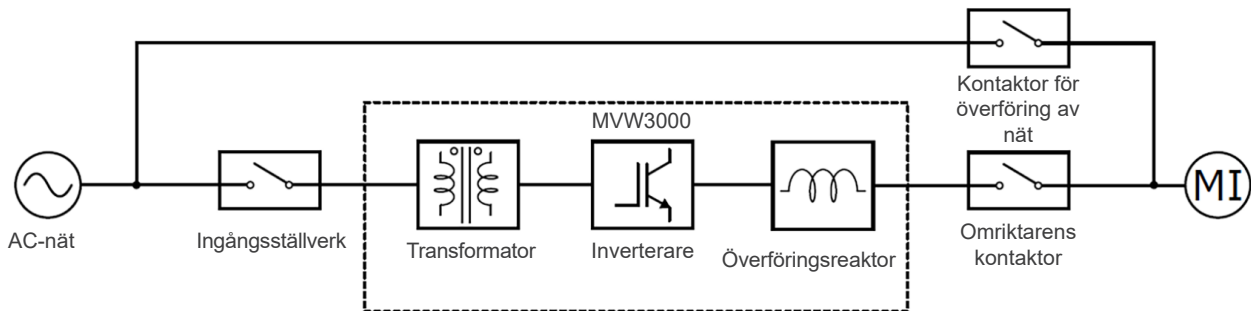 Kontaktor för
överföring av
nät
MVW3000
AC-nät
Ingångsställverk
Transformator
Inverterare
Överföringsreaktor
Omriktarens
kontaktor
MI